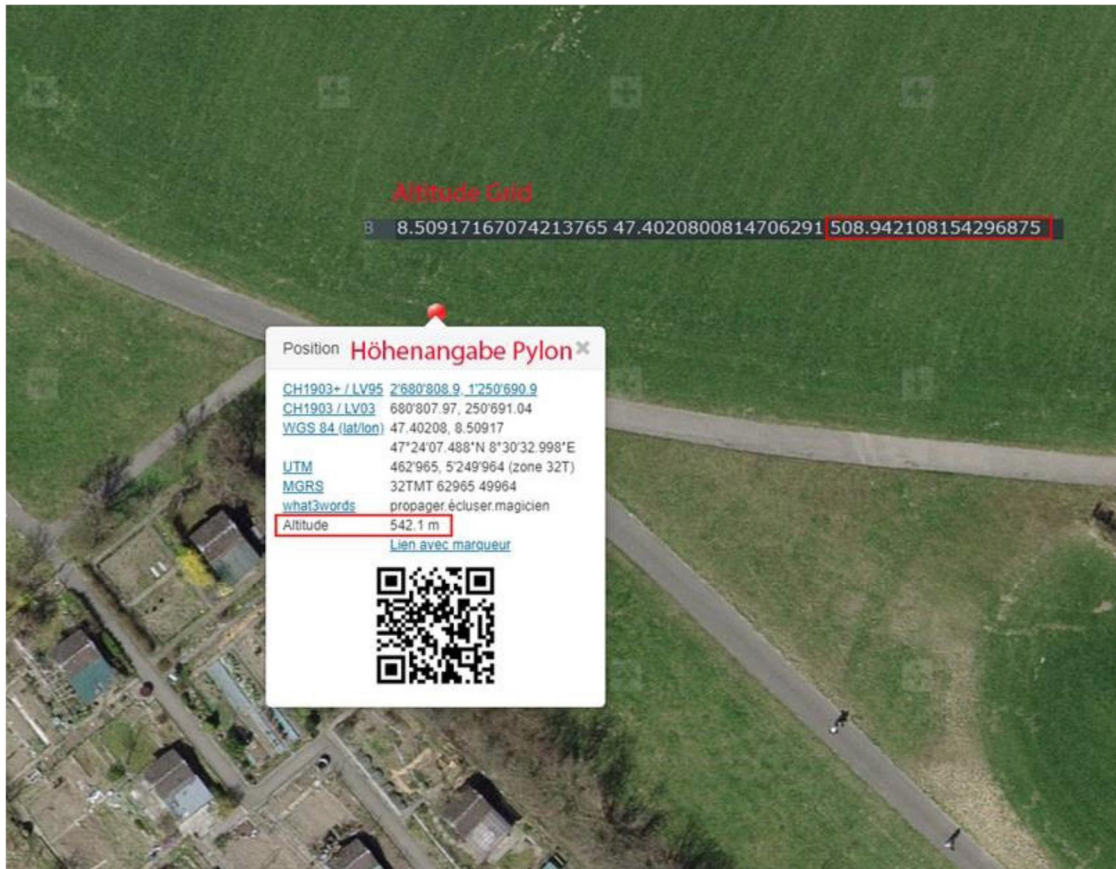 Altitude Grid
8 8.50917167074213765 47.4020800814706291 508.942108154296875
Position Höhenangabe Pylon ×
CH1903+ / LV95 2'680'808.9, 1'250'690.9
CH1903 / LV03 680'807.97, 250'691.04
WGS 84 (lat/lon) 47.40208, 8.50917
47°24'07.488"N 8°30'32.998"E
UTM 462'965, 5'249'964 (zone 32T)
MGRS 32TMT 62965 49964
what3words propager.écluser.magicien
Altitude 542.1 m
Lien avec marqueur